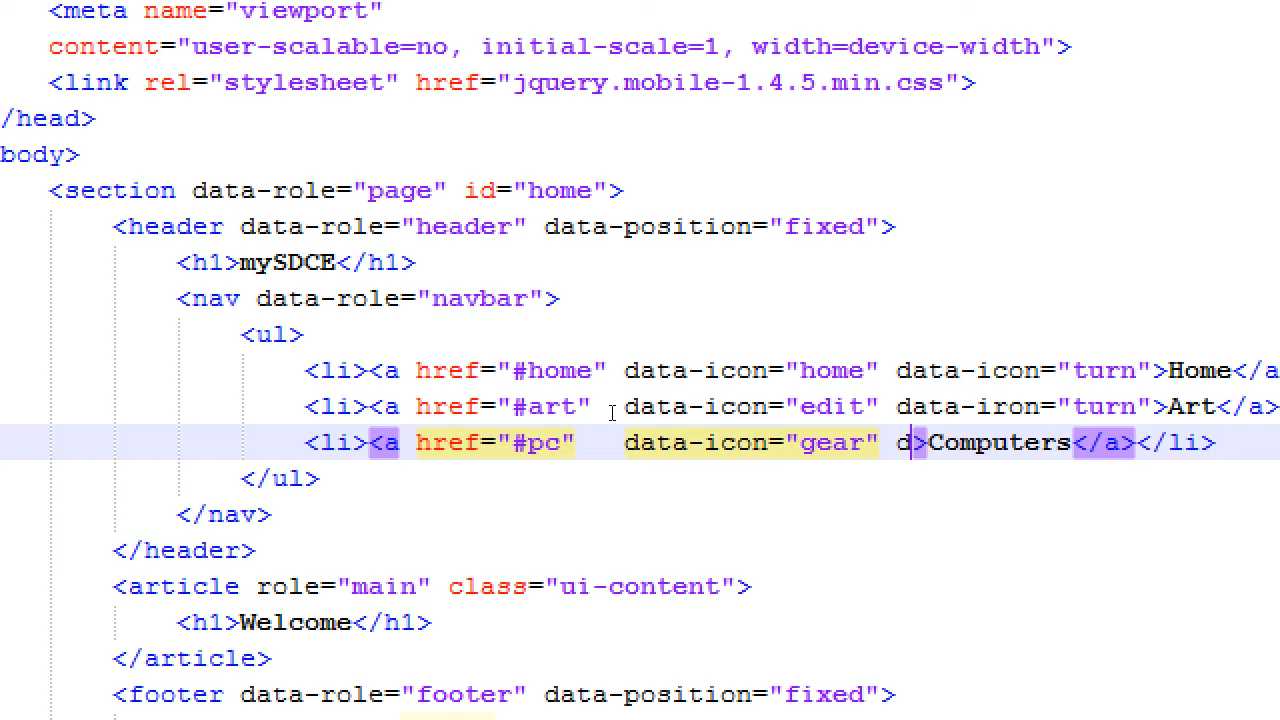 <meta name="viewport"
content="user-scalable=no, initial-scale=1, width=device-width">
<link rel="stylesheet" href="jquery.mobile-1.4.5.min.css">
/head>
body>
<section data-role="page" id="home">
<header data-role="header" data-position="fixed">
<h1>mySDCE</h1>
<nav data-role="navbar">
<ul>
<li><a href="#home" data-icon="home" data-icon="turn">Home</a
<li><a href="#art" data-icon="edit" data-iron="turn">Art</a>
<li><a href="#pc" data-icon="gear" d>Computers</a></li>
</ul>
</nav>
</header>
<article role="main" class="ui-content">
<h1>Welcome</h1>
</article>
<footer data-role="footer" data-position="fixed">